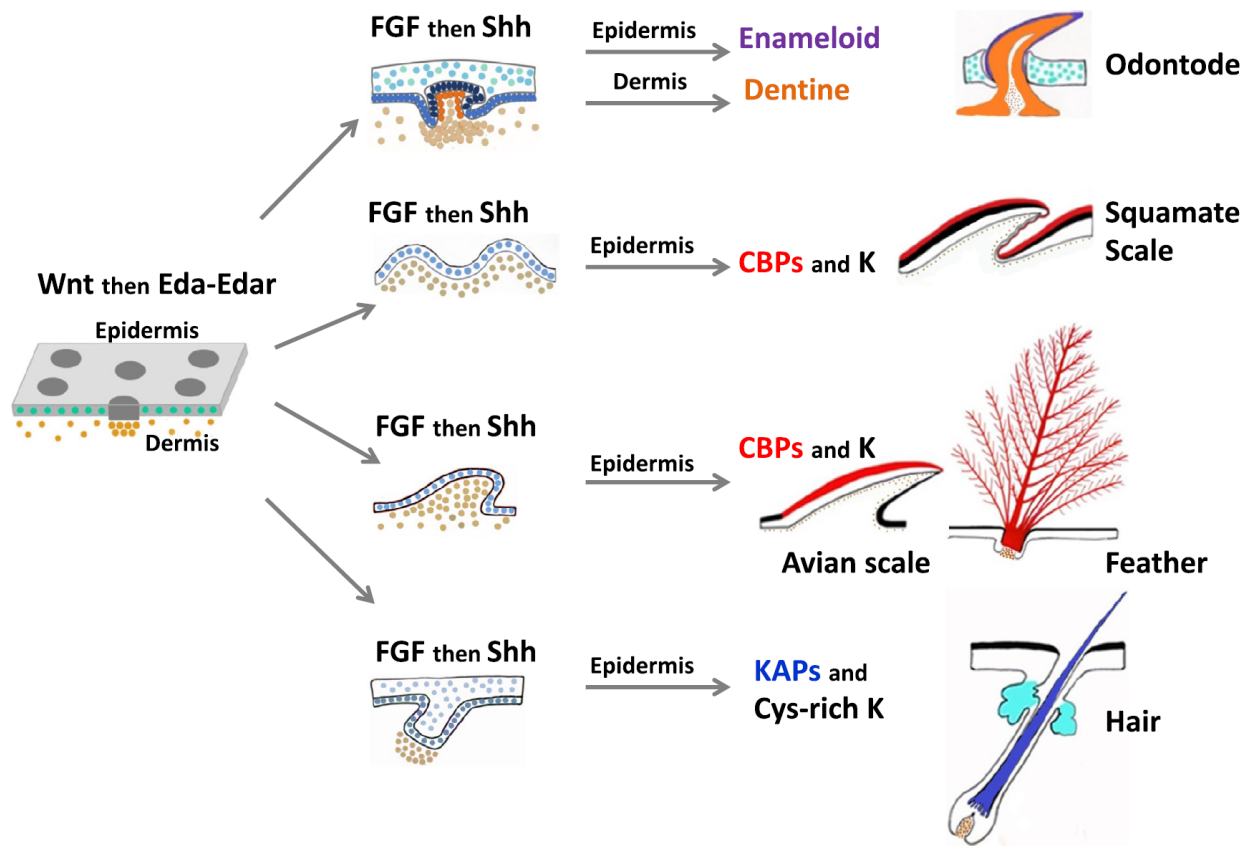 FGF then Shh
Epidermis
Enameloid
Dermis
Dentine
Odontode
FGF then Shh
Epidermis
CBPs and K
Squamate
Scale
Wnt then Eda-Edar
Epidermis
Dermis
FGF then Shh
Epidermis
CBPs and K
Avian scale
Feather
FGF then Shh
Epidermis
KAPs and
Cys-rich K
Hair